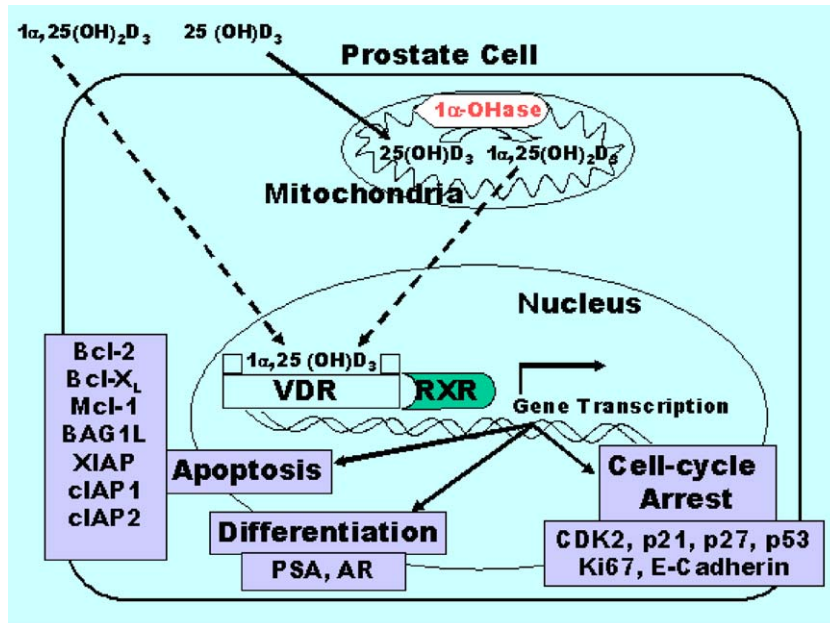 1α,25(OH)₂D₃ 25 (OH)D₃
Prostate Cell
1α-OHase
25(OH)D₃ 1α,25(OH)₂D₃
Mitochondria
Nucleus
1α,25 (OH)D₃
VDR RXR
Gene Transcription
Bcl-2
Bcl-X_L
Mcl-1
BAG1L
XIAP
cIAP1
cIAP2
Apoptosis
Differentiation
PSA, AR
Cell-cycle
Arrest
CDK2, p21, p27, p53
Ki67, E-Cadherin